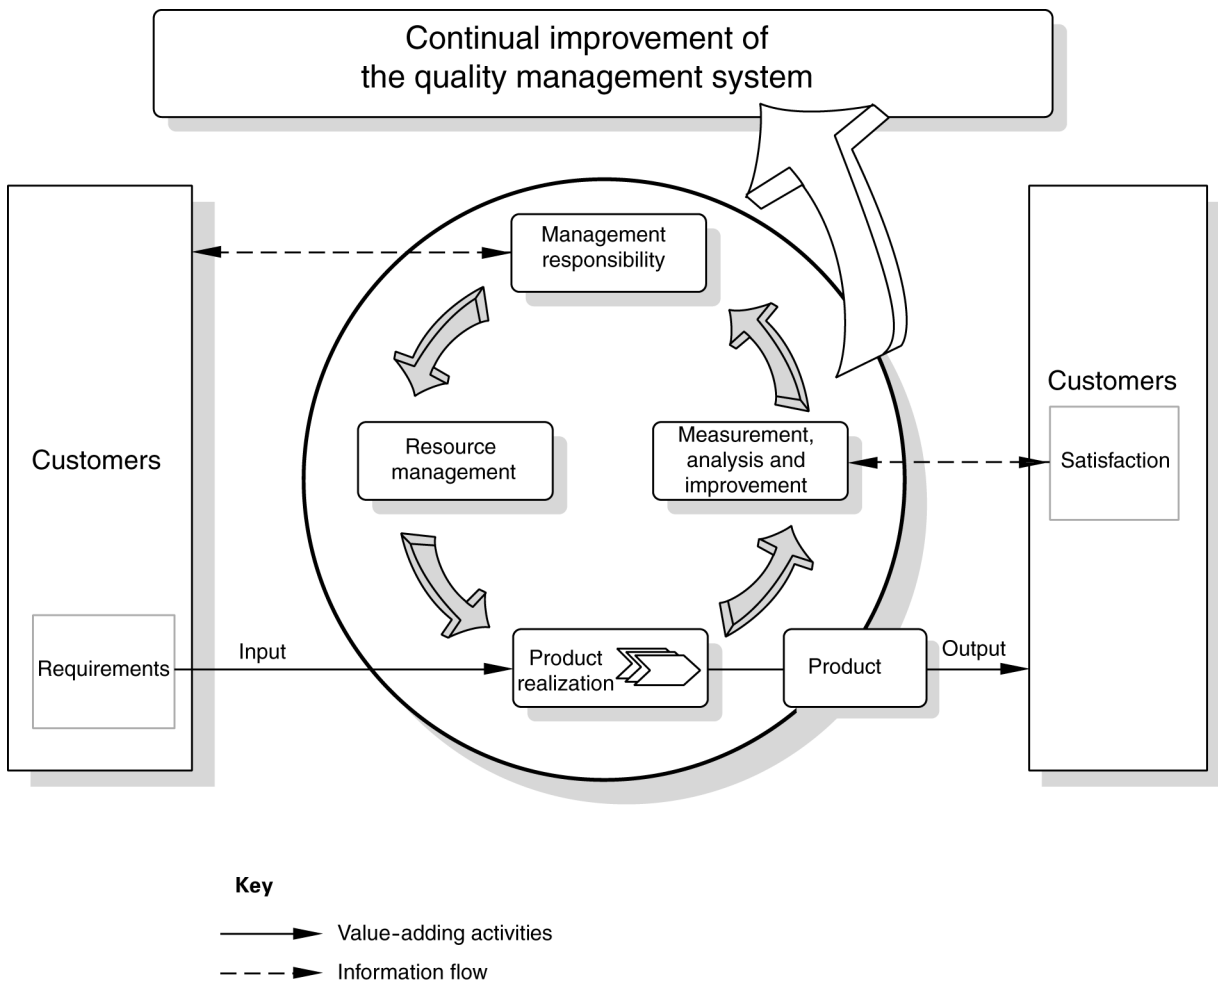 Continual improvement of
the quality management system
Management
responsibility
Customers
Customers
Resource
management
Measurement,
analysis and
improvement
Satisfaction
Requirements
Input
Product
realization
Product
Output
Key
Value-adding activities
Information flow